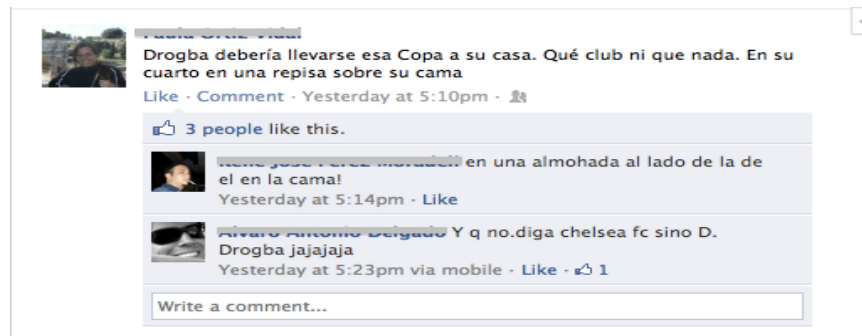 Drogba debería llevarse esa Copa a su casa. Qué club ni que nada. En su
cuarto en una repisa sobre su cama
Like · Comment · Yesterday at 5:10pm ·
3 people like this.
en una almohada al lado de la de
el en la cama!
Yesterday at 5:14pm · Like
Y q no.diga chelsea fc sino D.
Drogba jajajaja
Yesterday at 5:23pm via mobile · Like · 1
Write a comment...